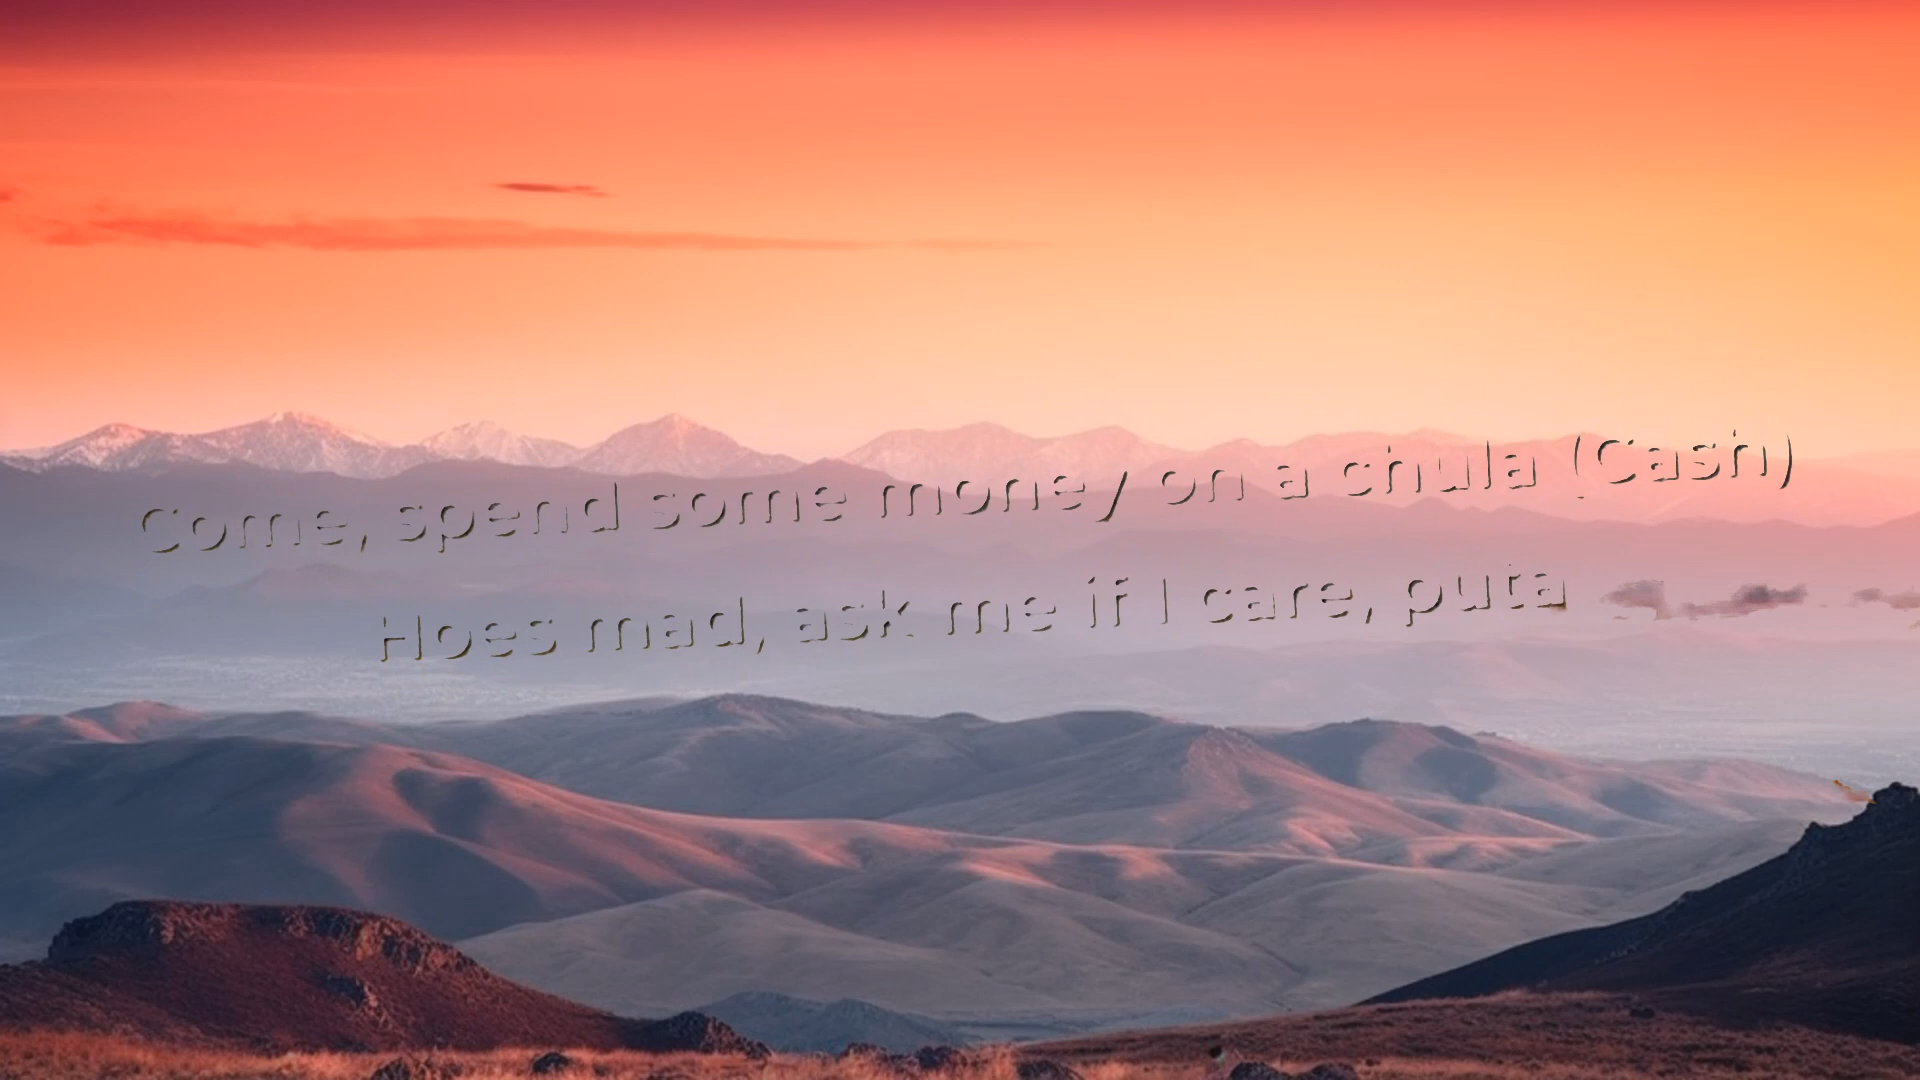 Come, spend some money on a chula (Cash)
Hoes mad, ask me if I care, puta